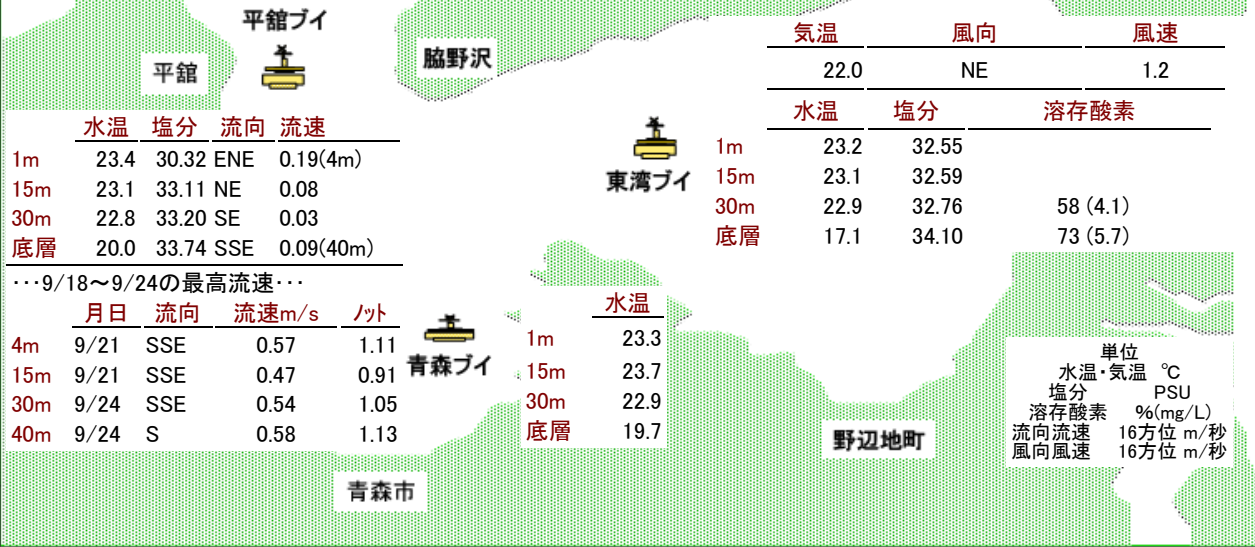 平舘ブイ
平舘
脇野沢
気温 風向 風速
22.0 NE 1.2
水温 塩分 溶存酸素
1m 23.2 32.55
15m 23.1 32.59
30m 22.9 32.76 58 (4.1)
底層 17.1 34.10 73 (5.7)
東湾ブイ
水温 塩分 流向 流速
1m 23.4 30.32 ENE 0.19(4m)
15m 23.1 33.11 NE 0.08
30m 22.8 33.20 SE 0.03
底層 20.0 33.74 SSE 0.09(40m)
･･･9/18～9/24の最高流速･･･
月日 流向 流速m/s ﾉｯﾄ
4m 9/21 SSE 0.57 1.11
15m 9/21 SSE 0.47 0.91
30m 9/24 SSE 0.54 1.05
40m 9/24 S 0.58 1.13
青森ブイ
水温
1m 23.3
15m 23.7
30m 22.9
底層 19.7
単位
水温･気温 ℃
塩分 PSU
溶存酸素 %(mg/L)
流向流速 16方位 m/秒
風向風速 16方位 m/秒
野辺地町
青森市